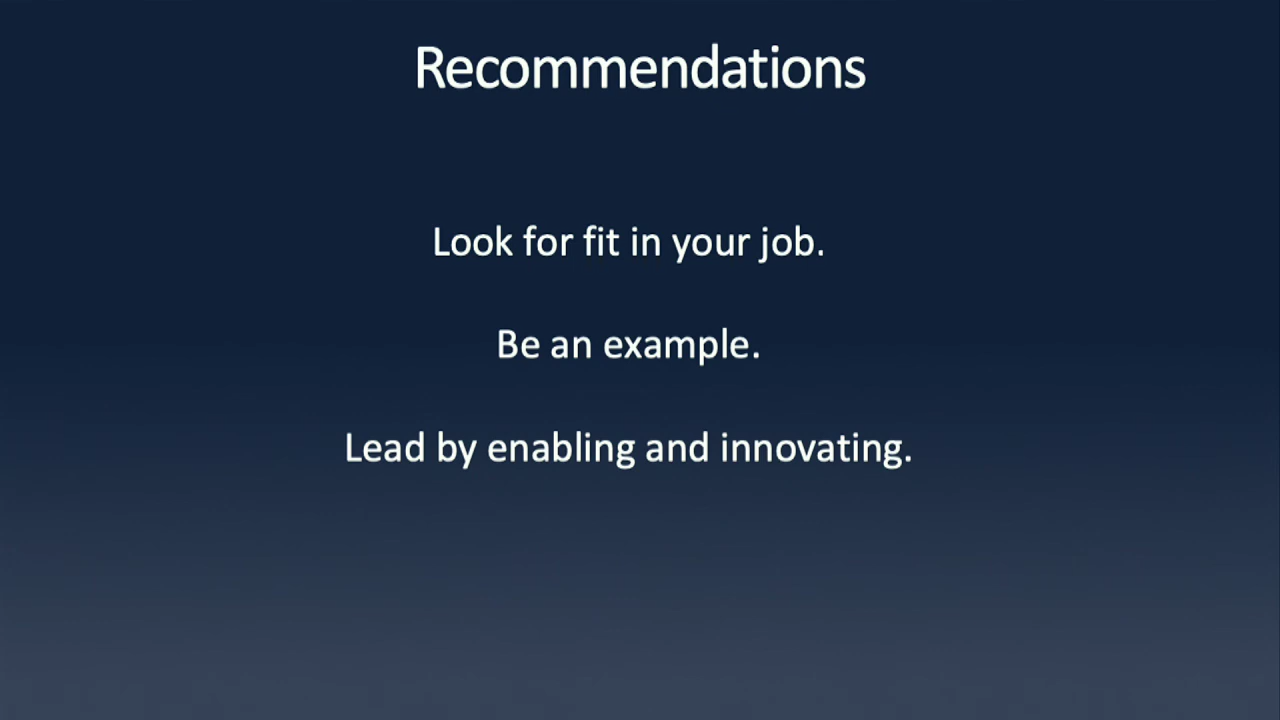 Recommendations
Look for fit in your job.
Be an example.
Lead by enabling and innovating.